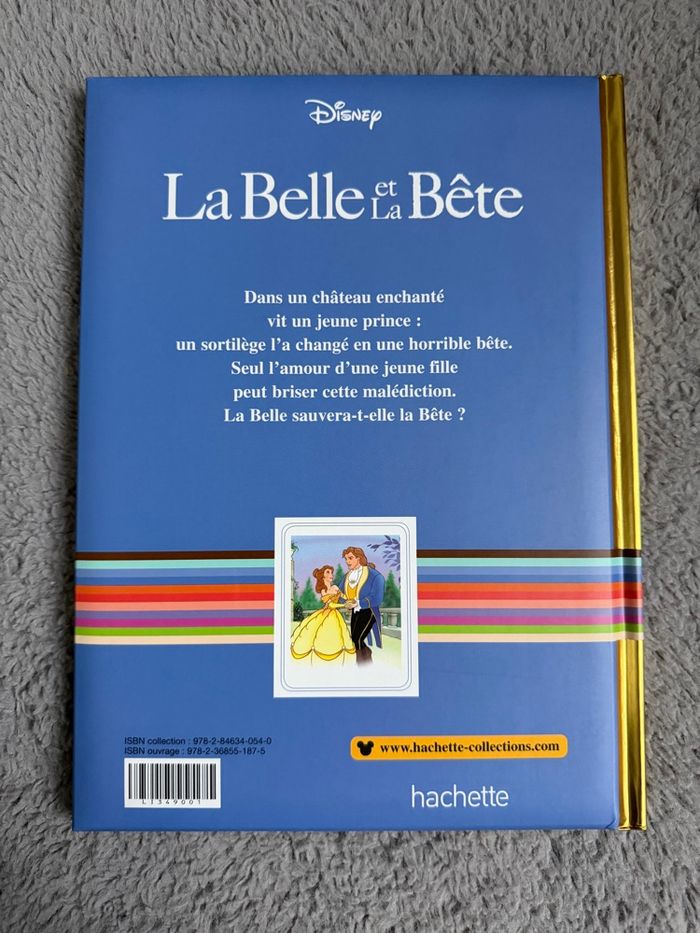 Disney
La Belle et La Bête
Dans un château enchanté
vit un jeune prince :
un sortilège l'a changé en une horrible bête.
Seul l'amour d'une jeune fille
peut briser cette malédiction.
La Belle sauvera-t-elle la Bête ?
ISBN collection : 978-2-84634-054-0
ISBN ouvrage : 978-2-36855-187-5
www.hachette-collections.com
L1349001
hachette